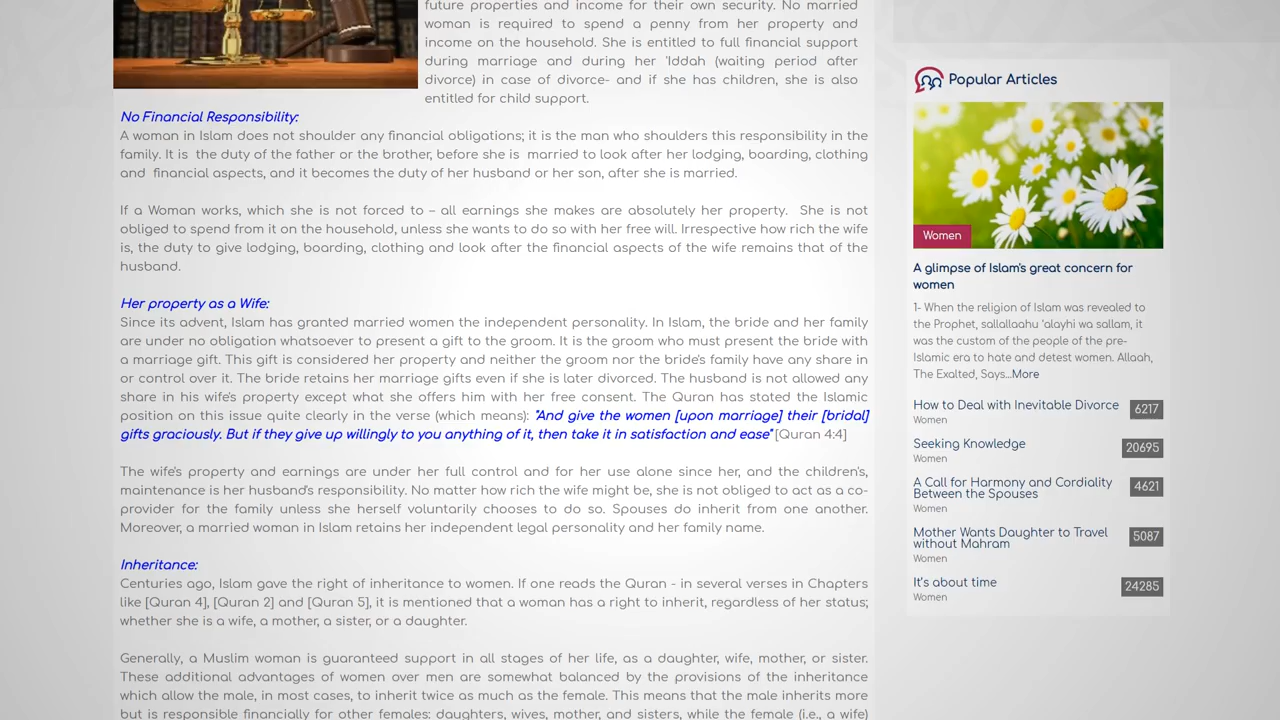 future properties and income for their own security. No married
woman is required to spend a penny from her property and
income on the household. She is entitled to full financial support
during marriage and during her 'Iddah (waiting period after
divorce) in case of divorce- and if she has children, she is also
entitled for child support.
No Financial Responsibility:
A woman in Islam does not shoulder any financial obligations; it is the man who shoulders this responsibility in the
family. It is the duty of the father or the brother, before she is married to look after her lodging, boarding, clothing
and financial aspects, and it becomes the duty of her husband or her son, after she is married.
If a Woman works, which she is not forced to – all earnings she makes are absolutely her property. She is not
obliged to spend from it on the household, unless she wants to do so with her free will. Irrespective how rich the wife
is, the duty to give lodging, boarding, clothing and look after the financial aspects of the wife remains that of the
husband.
Her property as a Wife:
Since its advent, Islam has granted married women the independent personality. In Islam, the bride and her family
are under no obligation whatsoever to present a gift to the groom. It is the groom who must present the bride with
a marriage gift. This gift is considered her property and neither the groom nor the bride's family have any share in
or control over it. The bride retains her marriage gifts even if she is later divorced. The husband is not allowed any
share in his wife's property except what she offers him with her free consent. The Quran has stated the Islamic
position on this issue quite clearly in the verse (which means): "And give the women [upon marriage] their [bridal]
gifts graciously. But if they give up willingly to you anything of it, then take it in satisfaction and ease" [Quran 4:4]
The wife's property and earnings are under her full control and for her use alone since her, and the children's,
maintenance is her husband's responsibility. No matter how rich the wife might be, she is not obliged to act as a co-
provider for the family unless she herself voluntarily chooses to do so. Spouses do inherit from one another.
Moreover, a married woman in Islam retains her independent legal personality and her family name.
Inheritance:
Centuries ago, Islam gave the right of inheritance to women. If one reads the Quran - in several verses in Chapters
like [Quran 4], [Quran 2] and [Quran 5], it is mentioned that a woman has a right to inherit, regardless of her status;
whether she is a wife, a mother, a sister, or a daughter.
Generally, a Muslim woman is guaranteed support in all stages of her life, as a daughter, wife, mother, or sister.
These additional advantages of women over men are somewhat balanced by the provisions of the inheritance
which allow the male, in most cases, to inherit twice as much as the female. This means that the male inherits more
but is responsible financially for other females: daughters, wives, mother, and sisters, while the female (i.e., a wife)
Popular Articles
Women
A glimpse of Islam's great concern for
women
1- When the religion of Islam was revealed to
the Prophet, sallallaahu 'alayhi wa sallam, it
was the custom of the people of the pre-
Islamic era to hate and detest women. Allaah,
The Exalted, Says...More
How to Deal with Inevitable Divorce 6217
Women
Seeking Knowledge 20695
Women
A Call for Harmony and Cordiality 4621
Between the Spouses
Women
Mother Wants Daughter to Travel 5087
without Mahram
Women
It's about time 24285
Women